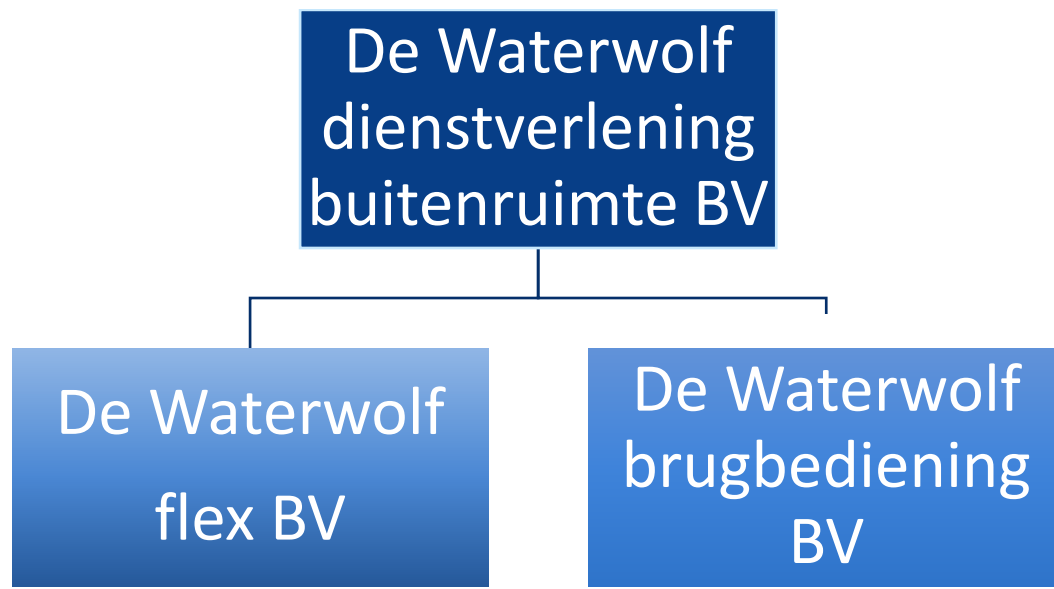 De Waterwolf
dienstverlening
buitenruimte BV
De Waterwolf
flex BV
De Waterwolf
brugbediening
BV